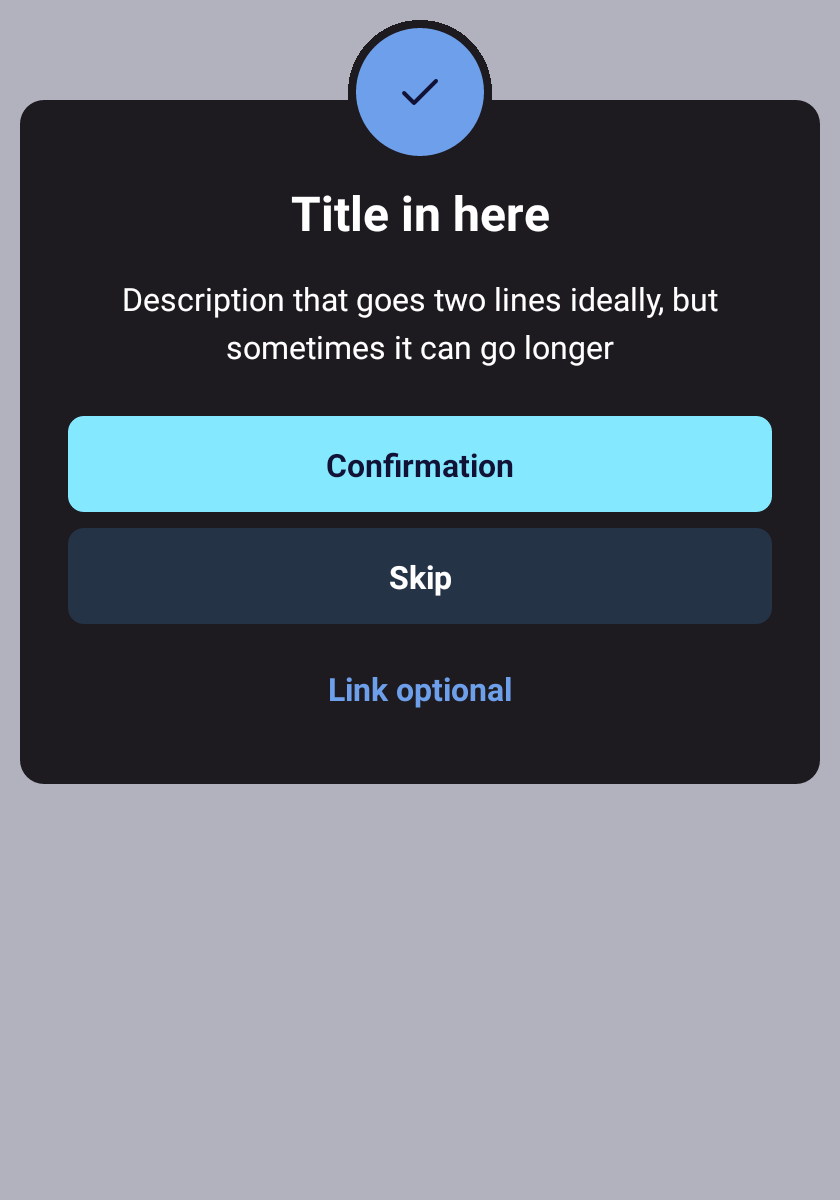 Title in here
Description that goes two lines ideally, but
sometimes it can go longer
Confirmation
Skip
Link optional